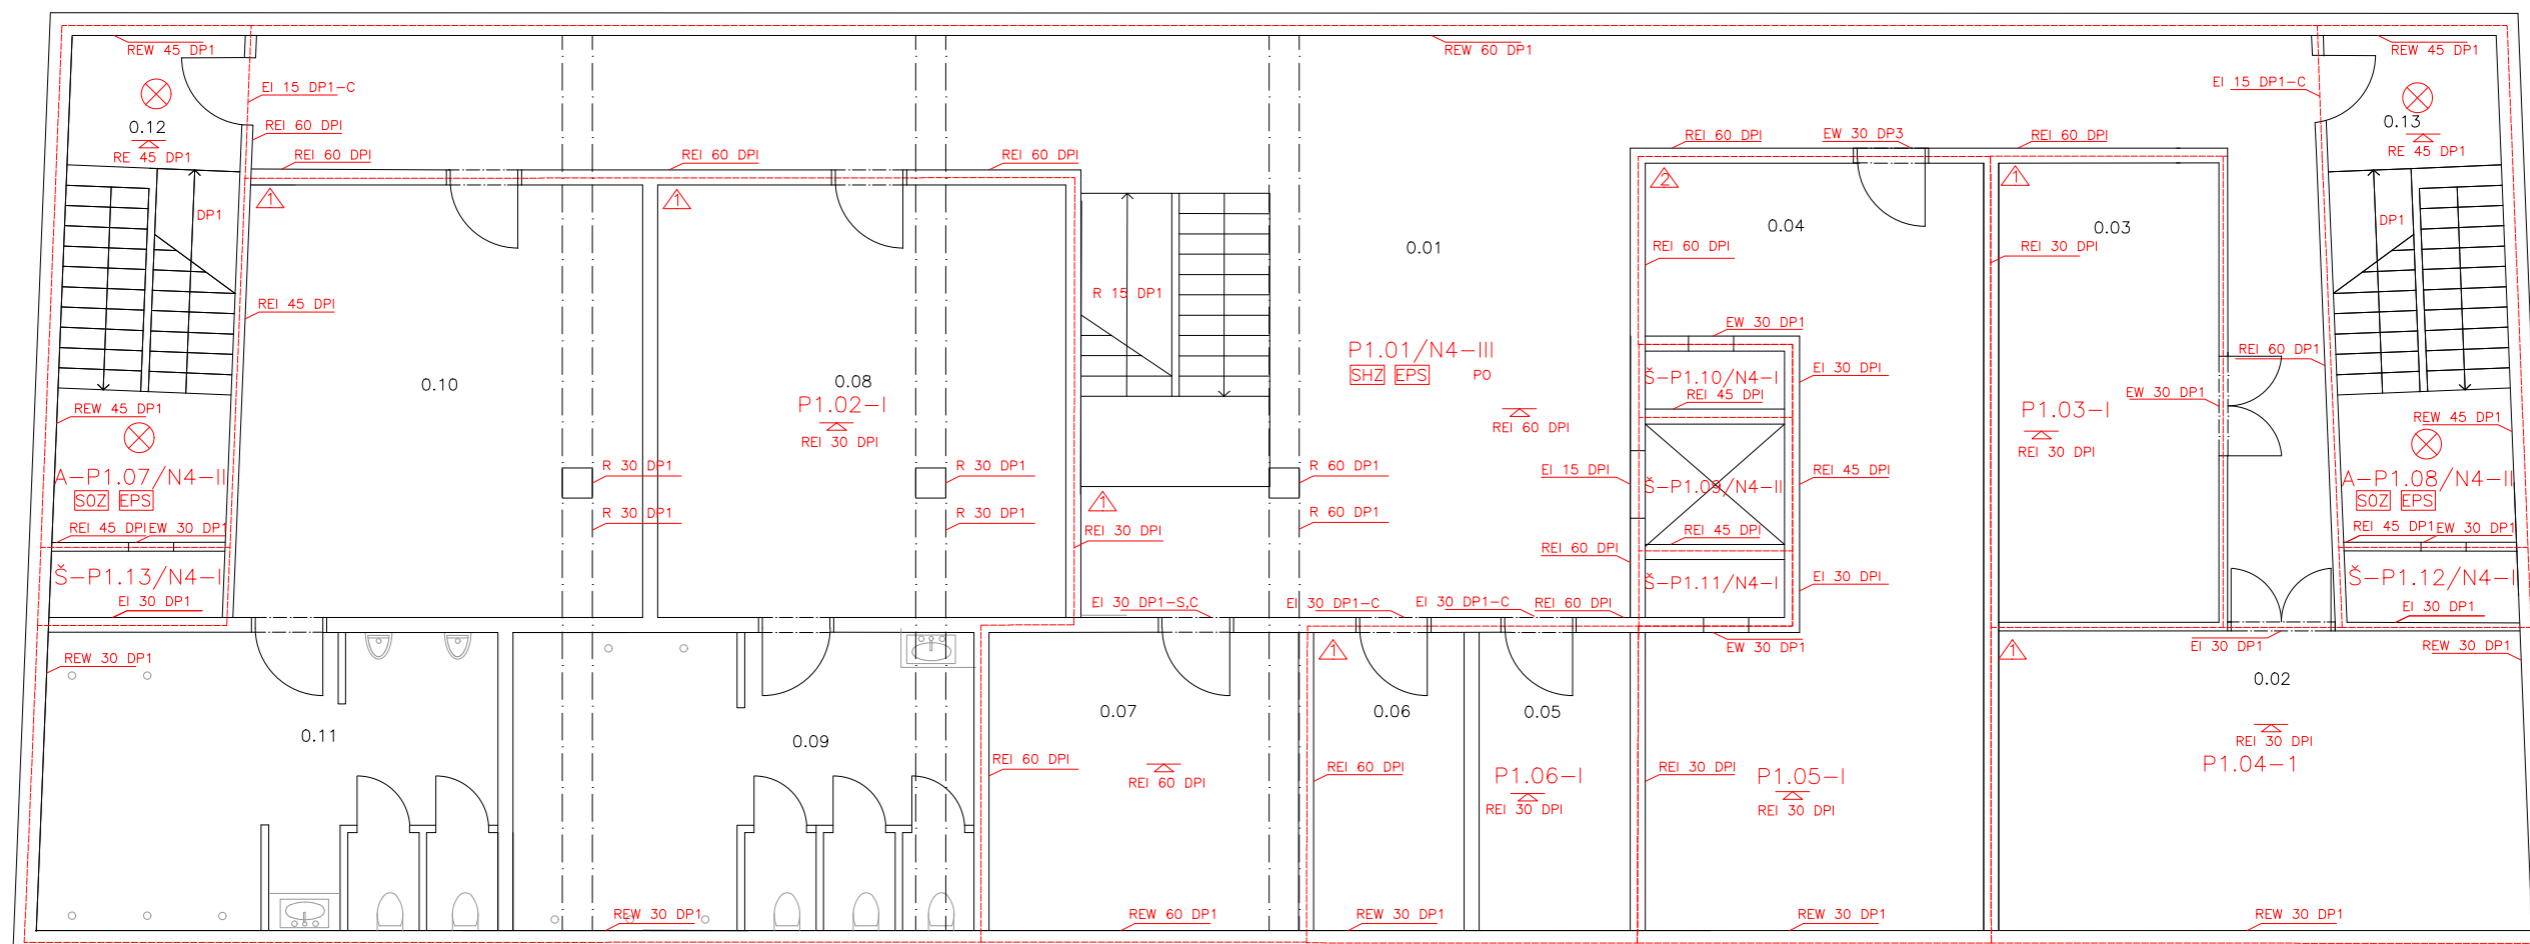 REW 45 DP1
REW 60 DP1
REW 45 DP1
EI 15 DP1-C
EI 15 DP1-C
0.12
RE 45 DP1
REI 60 DPI
0.13
RE 45 DP1
REI 60 DPI
REI 60 DPI
REI 60 DPI
REI 60 DPI
EW 30 DP3
REI 60 DPI
1
1
2
1
DP1
0.01
0.04
0.03
DP1
REI 60 DPI
REI 30 DPI
REI 45 DPI
R 15 DP1
EW 30 DP1
P1.01/N4-III
SHZ EPS PO
REI 60 DP1
0.10
0.08
P1.02-I
REI 30 DPI
Š-P1.10/N4-I
REI 45 DPI
EI 30 DPI
EW 30 DP1
P1.03-I
REI 30 DPI
REI 60 DPI
REW 45 DP1
REW 45 DP1
A-P1.07/N4-II
SOZ EPS
R 30 DP1
R 30 DP1
R 60 DP1
EI 15 DPI
Š-P1.09/N4-II
REI 45 DPI
A-P1.08/N4-II
SOZ EPS
1
R 30 DP1
R 30 DP1
R 60 DP1
REI 45 DPI
EW 30 DP1
REI 30 DPI
REI 45 DPI
REI 45 DP1
EW 30 DP1
REI 60 DPI
Š-P1.13/N4-I
EI 30 DP1
Š-P1.11/N4-I
EI 30 DPI
Š-P1.12/N4-I
EI 30 DP1
EI 30 DP1-S,C
EI 30 DP1-C
EI 30 DP1-C
REI 60 DPI
EW 30 DP1
EI 30 DP1
REW 30 DP1
REW 30 DP1
1
1
0.11
0.09
0.07
0.06
0.05
0.02
REI 30 DPI
P1.04-1
REI 60 DPI
REI 60 DPI
REI 60 DPI
P1.06-I
REI 30 DPI
REI 30 DPI
P1.05-I
REI 30 DPI
REW 30 DP1
REW 60 DP1
REW 30 DP1
REW 30 DP1
REW 30 DP1